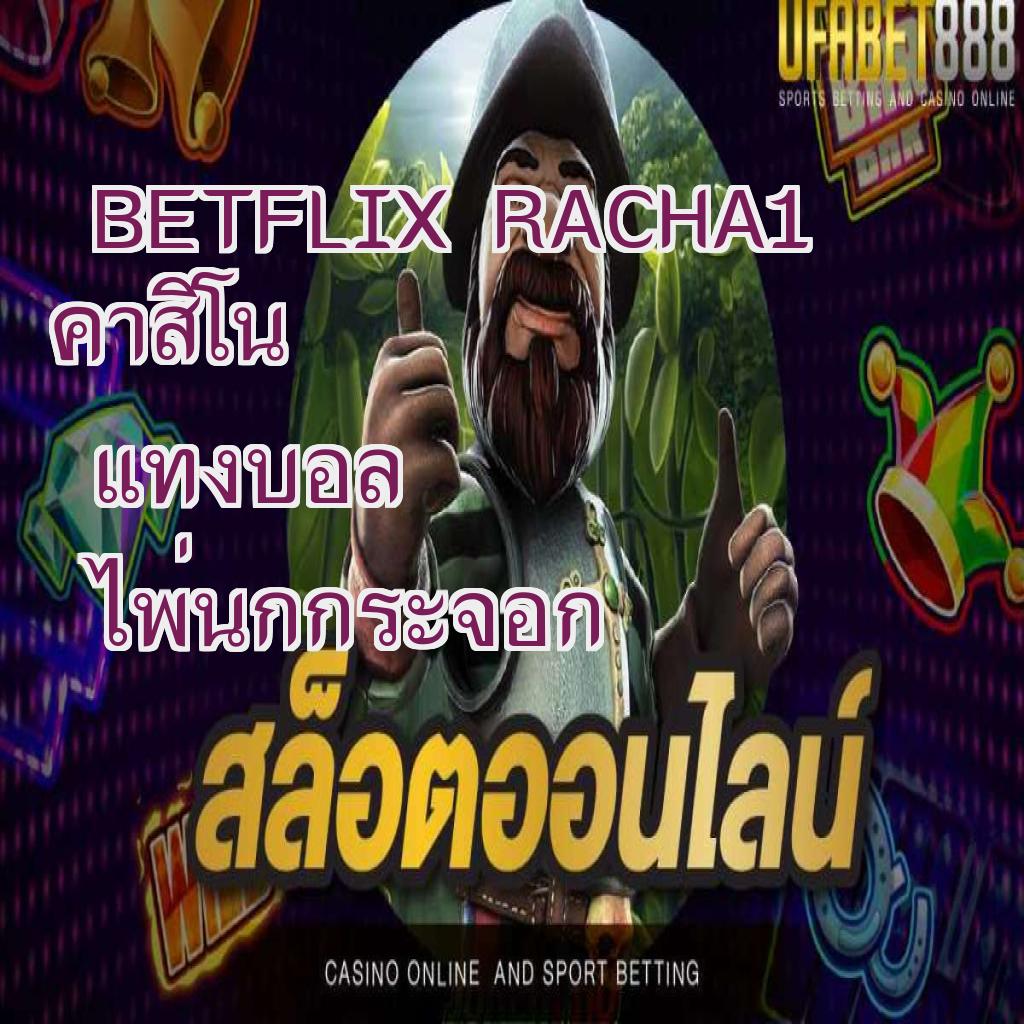 UFABET888
SPORTS BETTING AND CASINO ONLINE
BAR
BETFLIX RACHA1
คาสิโน
แทงบอล
ไพ่นกกระจอก
สล็อตออนไลน์
CASINO ONLINE AND SPORT BETTING